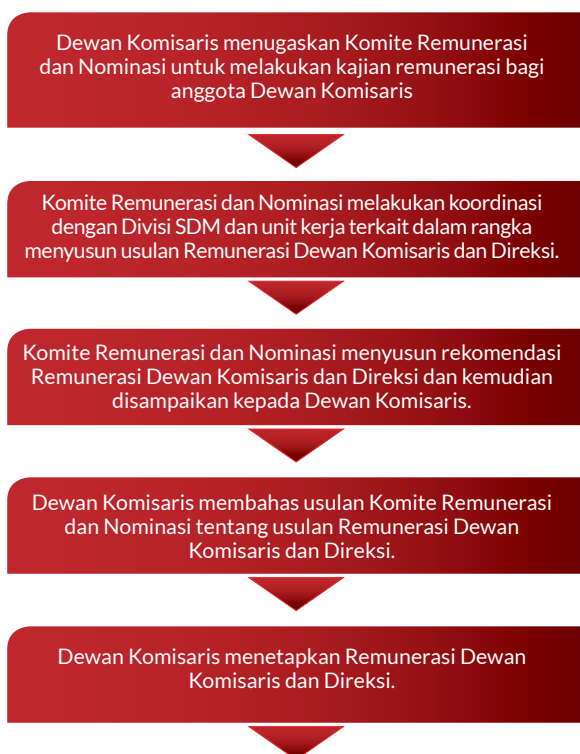 Dewan Komisaris menugaskan Komite Remunerasi
dan Nominasi untuk melakukan kajian remunerasi bagi
anggota Dewan Komisaris
Komite Remunerasi dan Nominasi melakukan koordinasi
dengan Divisi SDM dan unit kerja terkait dalam rangka
menyusun usulan Remunerasi Dewan Komisaris dan Direksi.
Komite Remunerasi dan Nominasi menyusun rekomendasi
Remunerasi Dewan Komisaris dan Direksi dan kemudian
disampaikan kepada Dewan Komisaris.
Dewan Komisaris membahas usulan Komite Remunerasi
dan Nominasi tentang usulan Remunerasi Dewan
Komisaris dan Direksi.
Dewan Komisaris menetapkan Remunerasi Dewan
Komisaris dan Direksi.